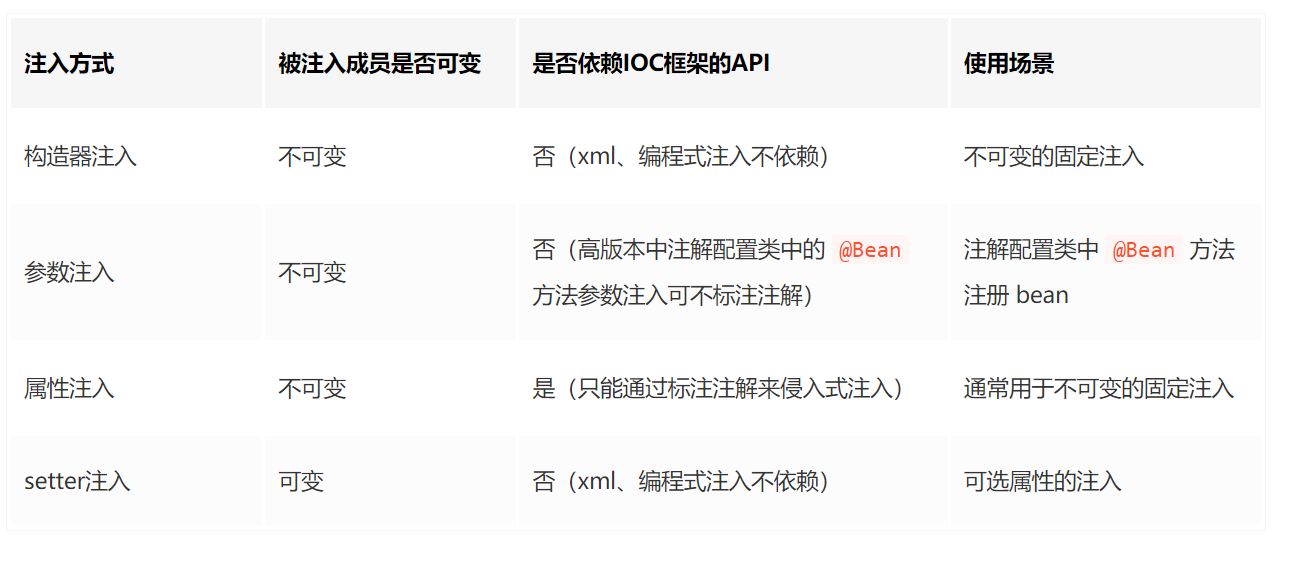 注入方式 被注入成员是否可变 是否依赖IOC框架的API 使用场景
构造器注入 不可变 否（xml、编程式注入不依赖） 不可变的固定注入
参数注入 不可变 否（高版本中注解配置类中的 @Bean
方法参数注入可不标注注解） 注解配置类中 @Bean 方法
注册 bean
属性注入 不可变 是（只能通过标注注解来侵入式注入） 通常用于不可变的固定注入
setter注入 可变 否（xml、编程式注入不依赖） 可选属性的注入